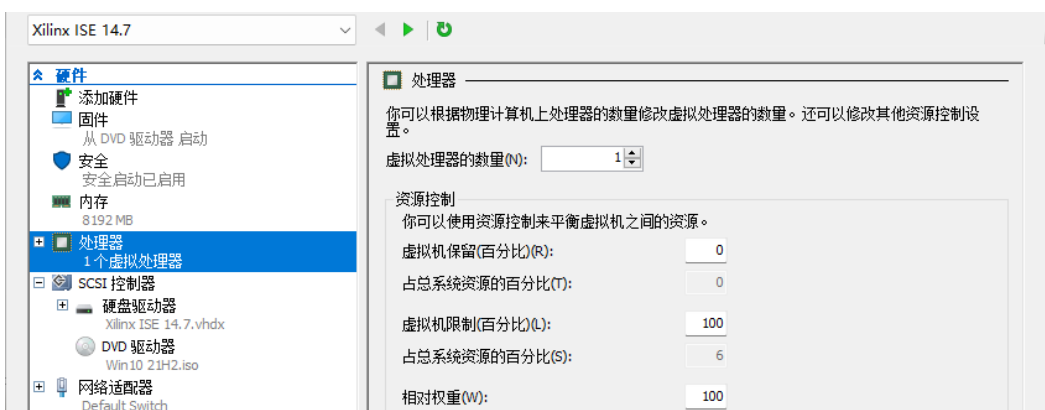 Xilinx ISE 14.7
硬件
添加硬件
固件
从 DVD 驱动器 启动
安全
安全启动已启用
内存
8192 MB
处理器
1 个虚拟处理器
SCSI 控制器
硬盘驱动器
Xilinx ISE 14.7.vhdx
DVD 驱动器
Win10 21H2.iso
网络适配器
Default Switch
处理器
你可以根据物理计算机上处理器的数量修改虚拟处理器的数量。还可以修改其他资源控制设
置。
虚拟处理器的数量(N): 1
资源控制
你可以使用资源控制来平衡虚拟机之间的资源。
虚拟机保留(百分比)(R): 0
占总系统资源的百分比(T): 0
虚拟机限制(百分比)(L): 100
占总系统资源的百分比(S): 6
相对权重(W): 100